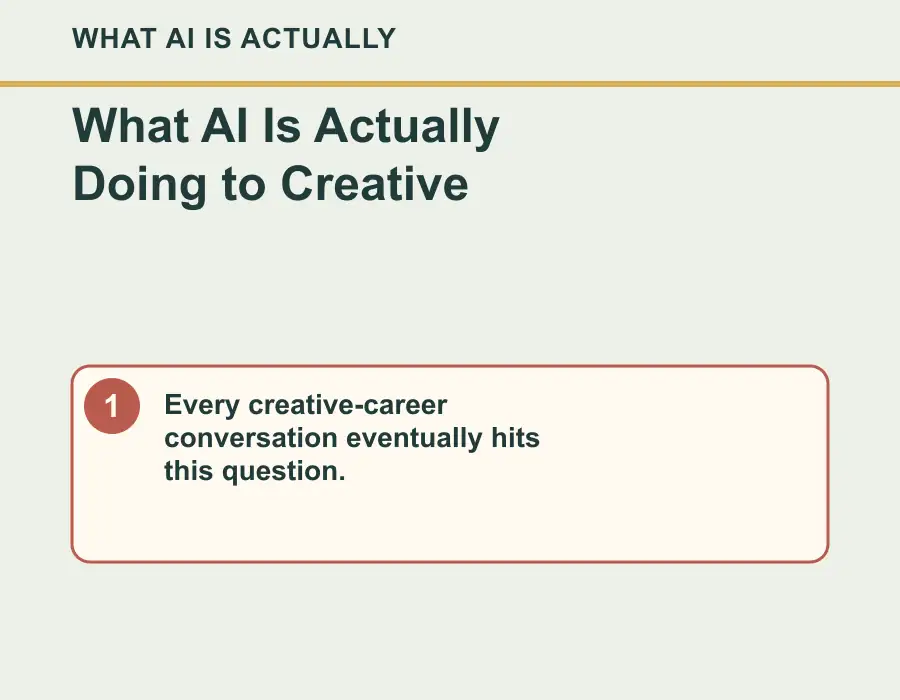 WHAT AI IS ACTUALLY
What AI Is Actually
Doing to Creative
1
Every creative-career
conversation eventually hits
this question.